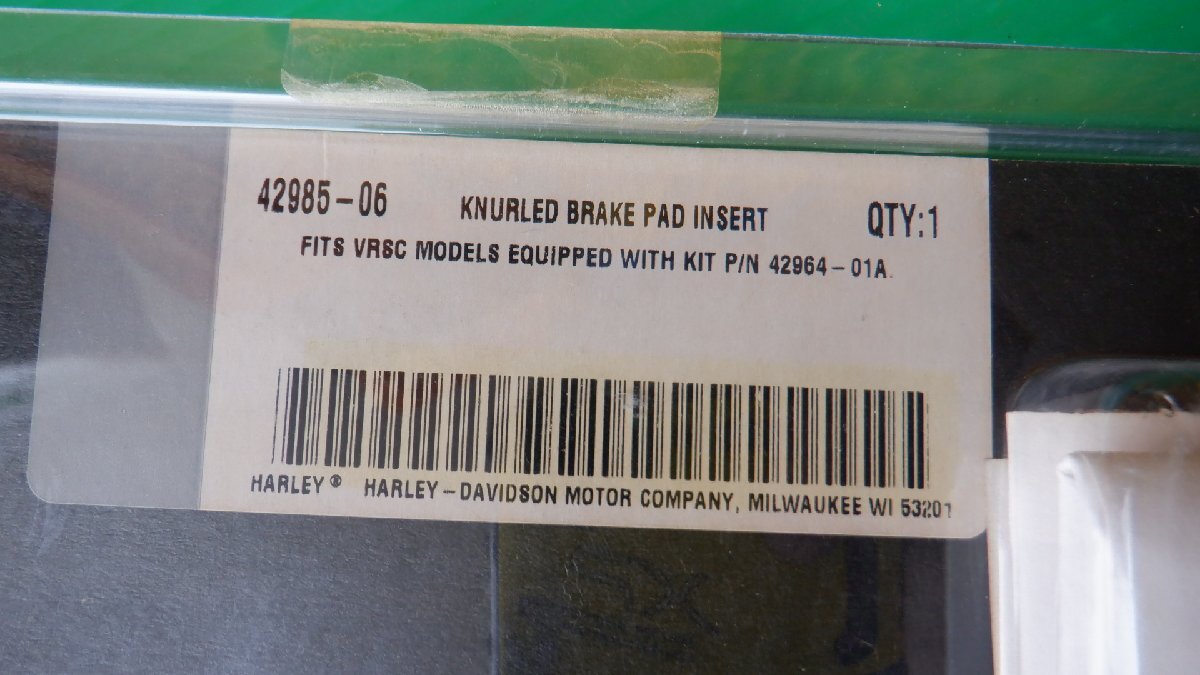 42985-06 KNURLED BRAKE PAD INSERT QTY:1
FITS VRSC MODELS EQUIPPED WITH KIT P/N 42964-01A.
HARLEY® HARLEY-DAVIDSON MOTOR COMPANY, MILWAUKEE WI 53201